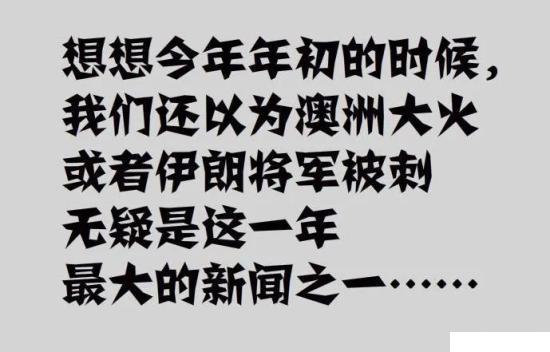 想想今年年初的时候，
我们还以为澳洲大火
或者伊朗将军被刺
无疑是这一年
最大的新闻之一……